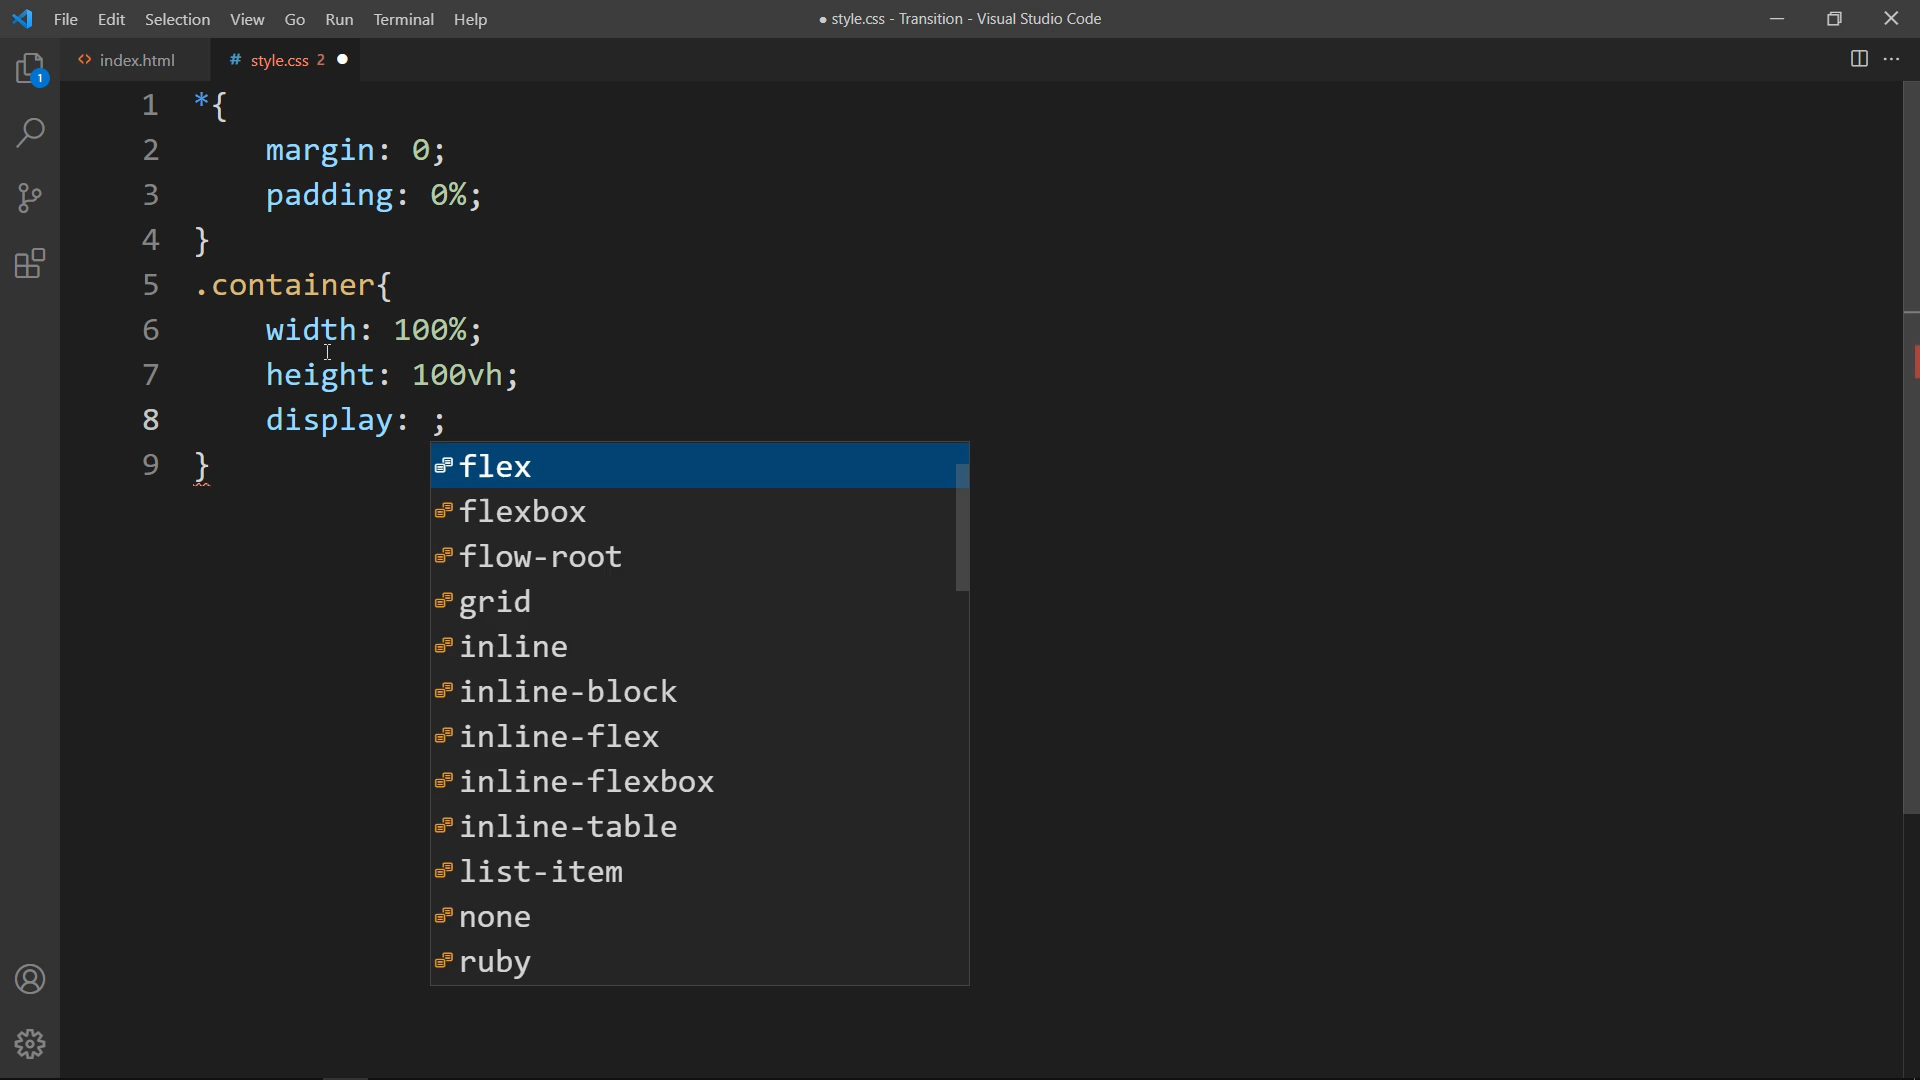 File Edit Selection View Go Run Terminal Help
● style.css - Transition - Visual Studio Code
index.html
# style.css 2
1
1 *{
2 margin: 0;
3 padding: 0%;
4 }
5 .container{
6 width: 100%;
7 height: 100vh;
8 display: ;
9 }
flex
flexbox
flow-root
grid
inline
inline-block
inline-flex
inline-flexbox
inline-table
list-item
none
ruby